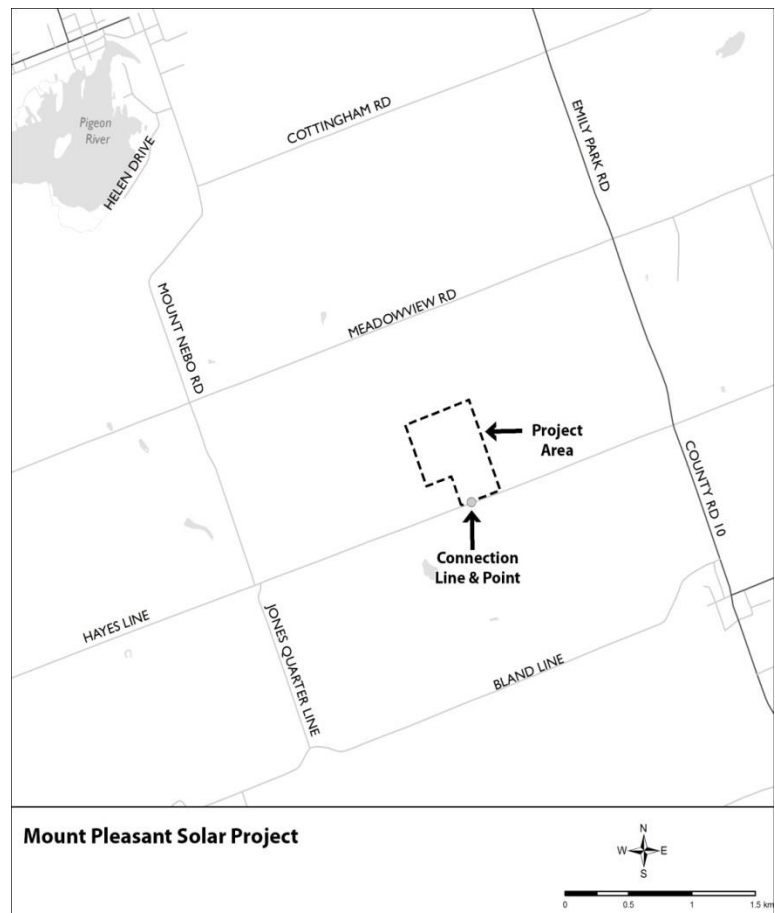 Pigeon
River
HELEN DRIVE
COTTINGHAM RD
EMILY PARK RD
MOUNT NEBO RD
MEADOWVIEW RD
Project
Area
COUNTY RD 10
Connection
Line & Point
HAYES LINE
JONES QUARTER LINE
BLAND LINE
Mount Pleasant Solar Project
N
W E
S
0 0.5 1 1.5 km